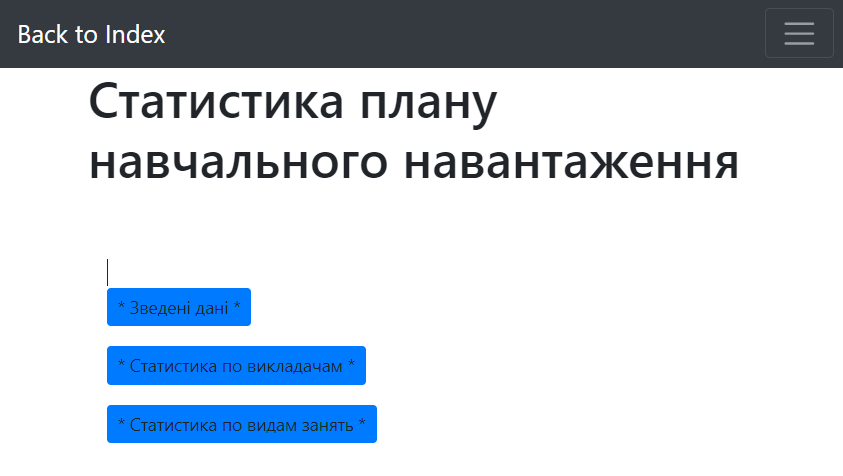 Back to Index
Статистика плану
навчального навантаження
* Зведені дані *
* Статистика по викладачам *
* Статистика по видам занять *